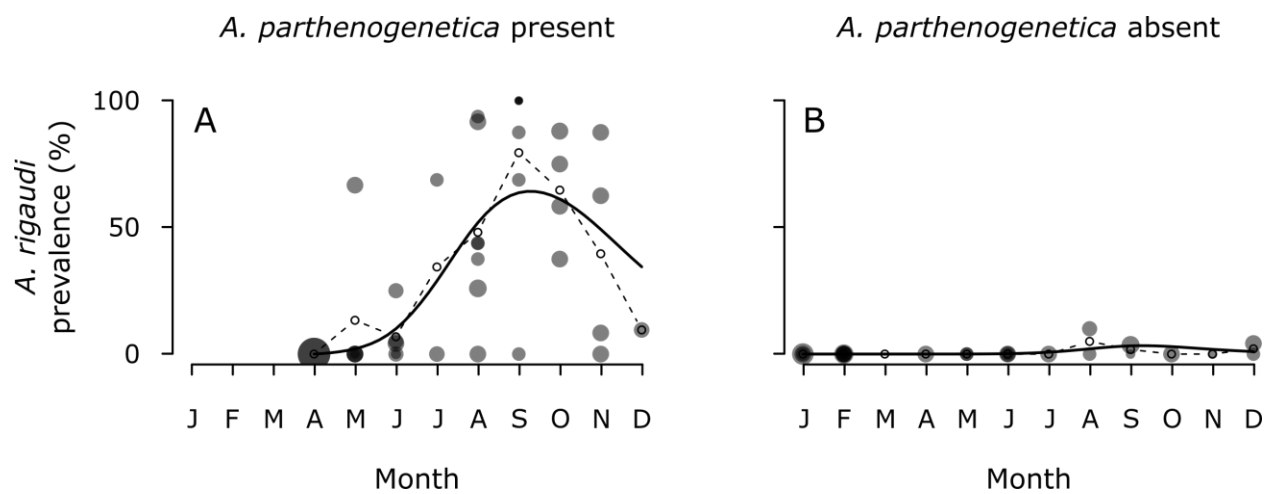 A. parthenogenetica present
A. rigaudi
prevalence (%)
100
50
0
A
J F M A M J J A S O N D
Month
A. parthenogenetica absent
B
J F M A M J J A S O N D
Month